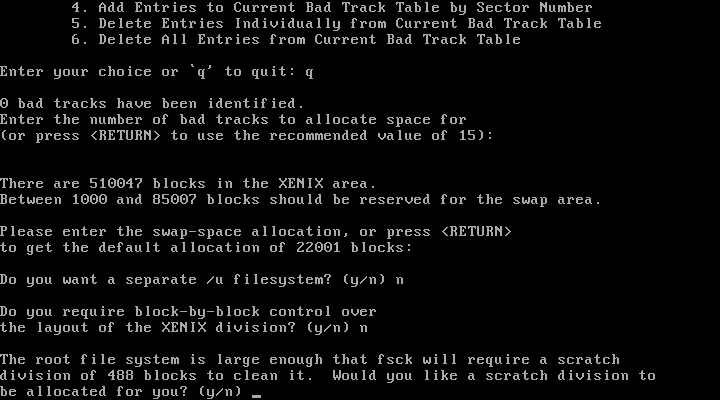 4. Add Entries to Current Bad Track Table by Sector Number
5. Delete Entries Individually from Current Bad Track Table
6. Delete All Entries from Current Bad Track Table
Enter your choice or `q' to quit: q
0 bad tracks have been identified.
Enter the number of bad tracks to allocate space for
(or press <RETURN> to use the recommended value of 15):
There are 510047 blocks in the XENIX area.
Between 1000 and 85007 blocks should be reserved for the swap area.
Please enter the swap-space allocation, or press <RETURN>
to get the default allocation of 22001 blocks:
Do you want a separate /u filesystem? (y/n) n
Do you require block-by-block control over
the layout of the XENIX division? (y/n) n
The root file system is large enough that fsck will require a scratch
division of 488 blocks to clean it.  Would you like a scratch division to
be allocated for you? (y/n) _